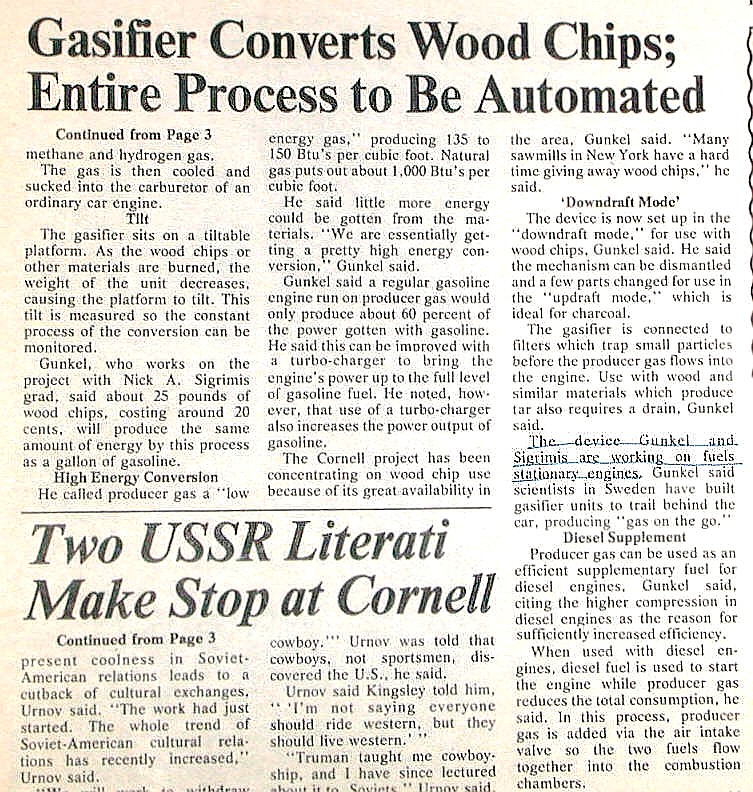 Gasifier Converts Wood Chips;
Entire Process to Be Automated
Continued from Page 3
methane and hydrogen gas.
The gas is then cooled and
sucked into the carburetor of an
ordinary car engine.
Tilt
The gasifier sits on a tiltable
platform. As the wood chips or
other materials are burned, the
weight of the unit decreases,
causing the platform to tilt. This
tilt is measured so the constant
process of the conversion can be
monitored.
Gunkel, who works on the
project with Nick A. Sigrimis
grad, said about 25 pounds of
wood chips, costing around 20
cents, will produce the same
amount of energy by this process
as a gallon of gasoline.
High Energy Conversion
He called producer gas a "low
energy gas," producing 135 to
150 Btu's per cubic foot. Natural
gas puts out about 1,000 Btu's per
cubic foot.
He said little more energy
could be gotten from the ma-
terials. "We are essentially get-
ting a pretty high energy con-
version," Gunkel said.
Gunkel said a regular gasoline
engine run on producer gas would
only produce about 60 percent of
the power gotten with gasoline.
He said this can be improved with
a turbo-charger to bring the
engine's power up to the full level
of gasoline fuel. He noted, how-
ever, that use of a turbo-charger
also increases the power output of
gasoline.
The Cornell project has been
concentrating on wood chip use
because of its great availability in
the area, Gunkel said. "Many
sawmills in New York have a hard
time giving away wood chips," he
said.
'Downdraft Mode'
The device is now set up in the
"downdraft mode," for use with
wood chips, Gunkel said. He said
the mechanism can be dismantled
and a few parts changed for use in
the "updraft mode," which is
ideal for charcoal.
The gasifier is connected to
filters which trap small particles
before the producer gas flows into
the engine. Use with wood and
similar materials which produce
tar also requires a drain, Gunkel
said.
The device Gunkel and
Sigrimis are working on fuels
stationary engines. Gunkel said
scientists in Sweden have built
gasifier units to trail behind the
car, producing "gas on the go."
Diesel Supplement
Producer gas can be used as an
efficient supplementary fuel for
diesel engines, Gunkel said,
citing the higher compression in
diesel engines as the reason for
sufficiently increased efficiency.
When used with diesel en-
gines, diesel fuel is used to start
the engine while producer gas
reduces the total consumption, he
said. In this process, producer
gas is added via the air intake
valve so the two fuels flow
together into the combustion
chambers.
Two USSR Literati
Make Stop at Cornell
Continued from Page 3
present coolness in Soviet-
American relations leads to a
cutback of cultural exchanges,
Urnov said. "The work had just
started. The whole trend of
Soviet-American cultural rela-
tions has recently increased,"
Urnov said.
"We will work to withdraw
cowboy.'" Urnov was told that
cowboys, not sportsmen, dis-
covered the U.S., he said.
Urnov said Kingsley told him,
"'I'm not saying everyone
should ride western, but they
should live western.'"
"Truman taught me cowboy-
ship, and I have since lectured
about it to Soviets," Urnov said.